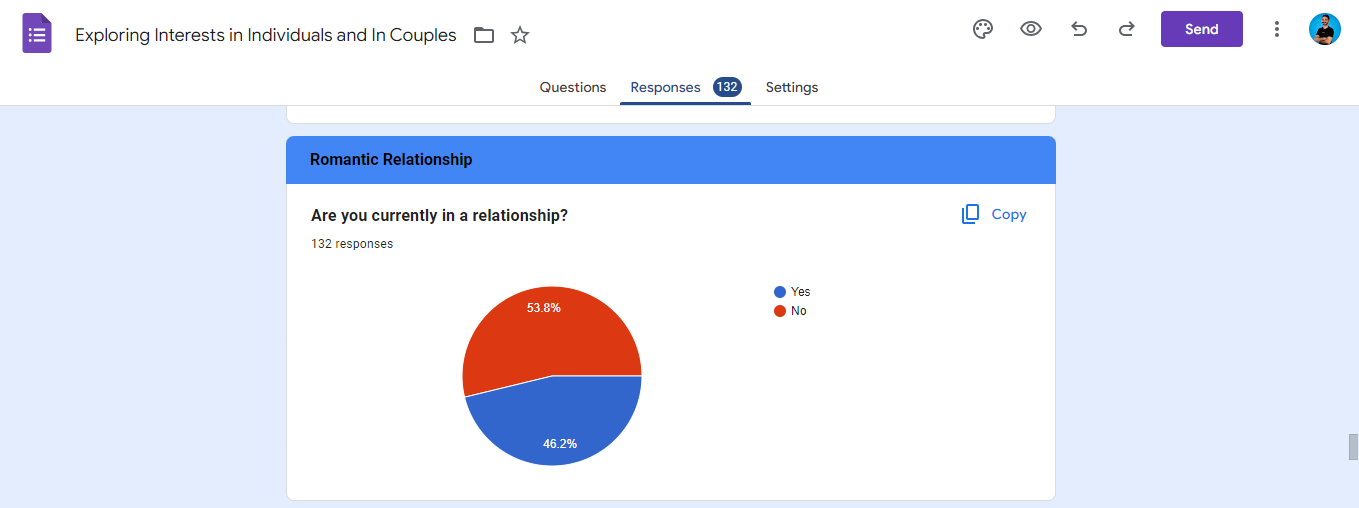 Exploring Interests in Individuals and In Couples
Send
Questions
Responses 132
Settings
Romantic Relationship
Are you currently in a relationship?
Copy
132 responses
53.8%
46.2%
Yes
No